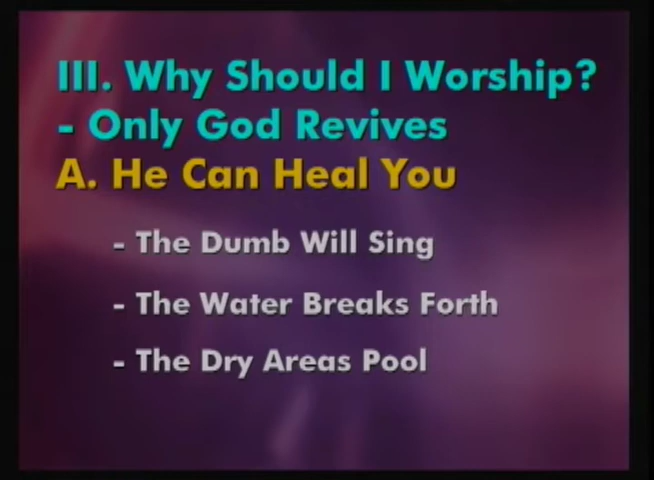 III. Why Should I Worship?
- Only God Revives
A. He Can Heal You
- The Dumb Will Sing
- The Water Breaks Forth
- The Dry Areas Pool